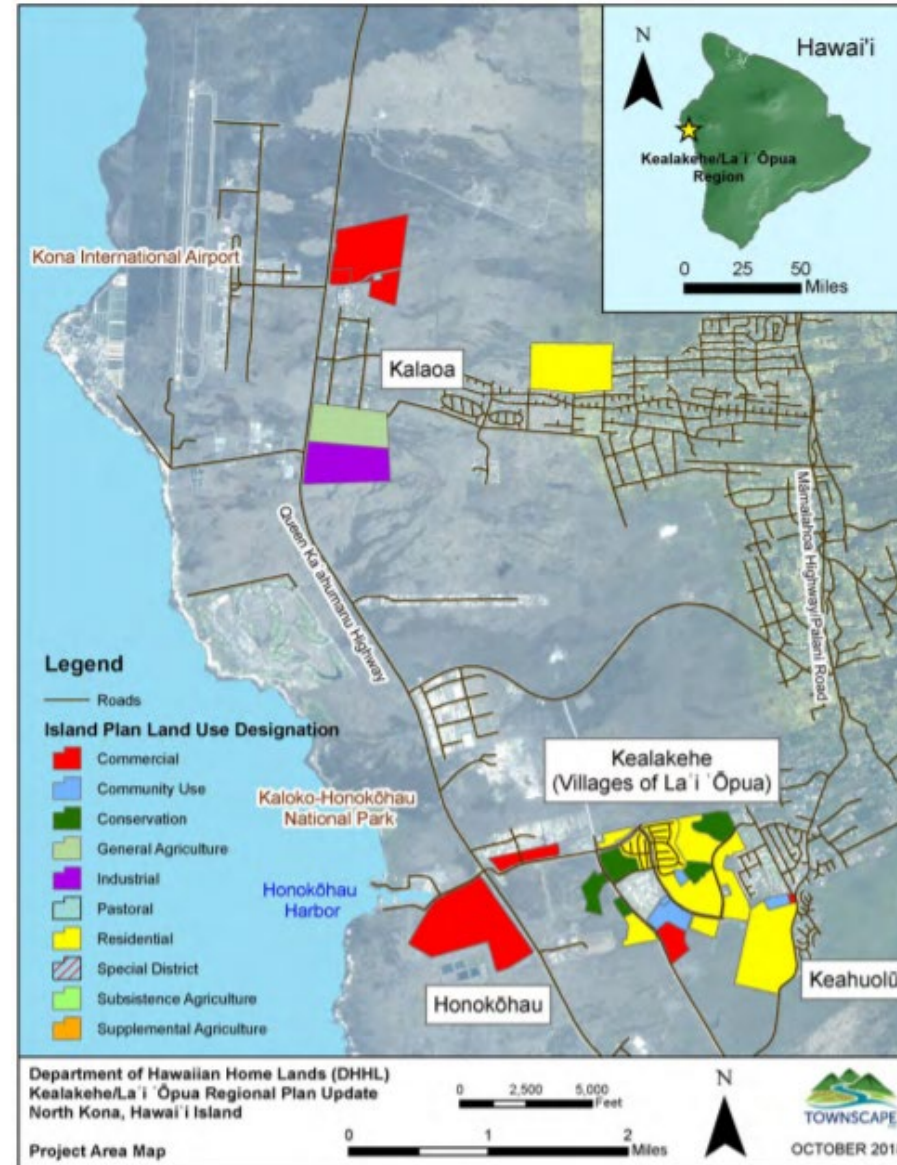 N
Hawai'i
Kealakehe/La`i `Ōpua
Region
0 25 50
Miles
Kona International Airport
Kalaoa
Māmalahoa Highway/Palani Road
Queen Ka`ahumanu Highway
Legend
Roads
Island Plan Land Use Designation
Commercial
Community Use
Conservation
General Agriculture
Industrial
Pastoral
Residential
Special District
Subsistence Agriculture
Supplemental Agriculture
Kealakehe
(Villages of La`i `Ōpua)
Kaloko-Honokōhau
National Park
Honokōhau
Harbor
Honokōhau
Keahuolū
Department of Hawaiian Home Lands (DHHL)
Kealakehe/La`i `Ōpua Regional Plan Update
North Kona, Hawai`i Island
Project Area Map
0 2,500 5,000
Feet
0 1 2
Miles
N
TOWNSCAPE
OCTOBER